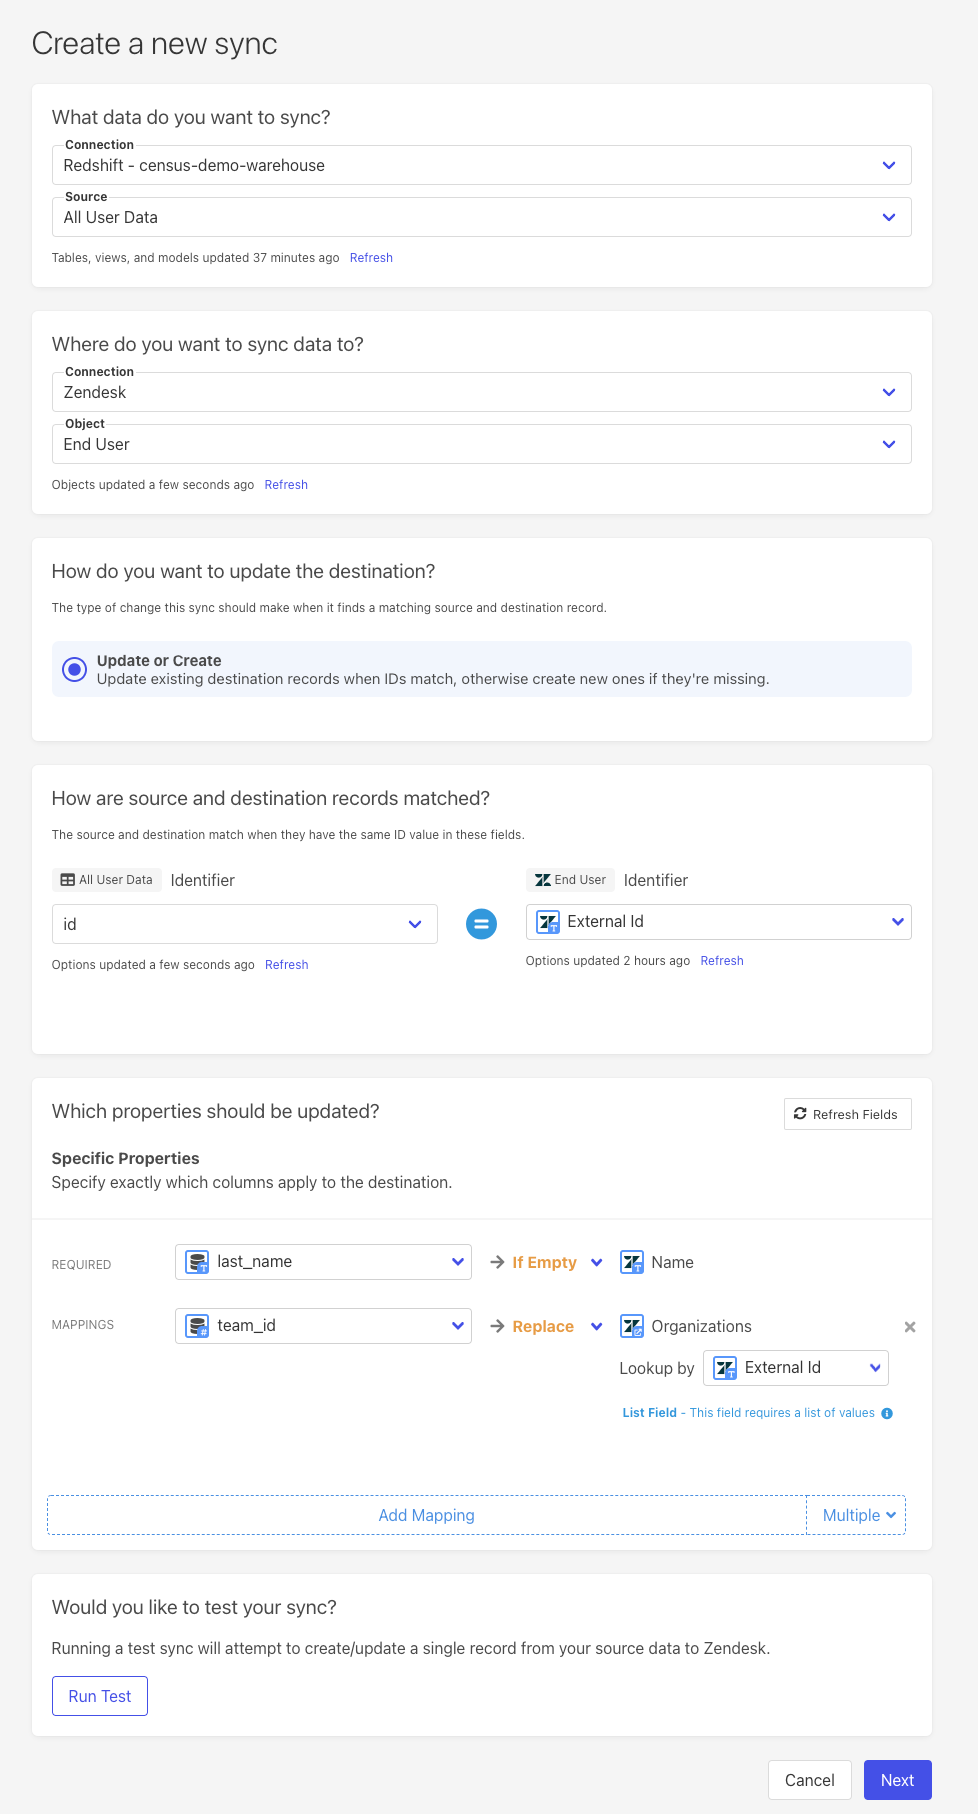 Create a new sync
What data do you want to sync?
Connection
Redshift - census-demo-warehouse
Source
All User Data
Tables, views, and models updated 37 minutes ago Refresh
Where do you want to sync data to?
Connection
Zendesk
Object
End User
Objects updated a few seconds ago Refresh
How do you want to update the destination?
The type of change this sync should make when it finds a matching source and destination record.
Update or Create
Update existing destination records when IDs match, otherwise create new ones if they're missing.
How are source and destination records matched?
The source and destination match when they have the same ID value in these fields.
All User Data Identifier
End User Identifier
id
External Id
Options updated a few seconds ago Refresh
Options updated 2 hours ago Refresh
Which properties should be updated?
Refresh Fields
Specific Properties
Specify exactly which columns apply to the destination.
REQUIRED last_name If Empty Name
MAPPINGS team_id Replace Organizations
Lookup by External Id
List Field - This field requires a list of values
Add Mapping Multiple
Would you like to test your sync?
Running a test sync will attempt to create/update a single record from your source data to Zendesk.
Run Test
Cancel Next